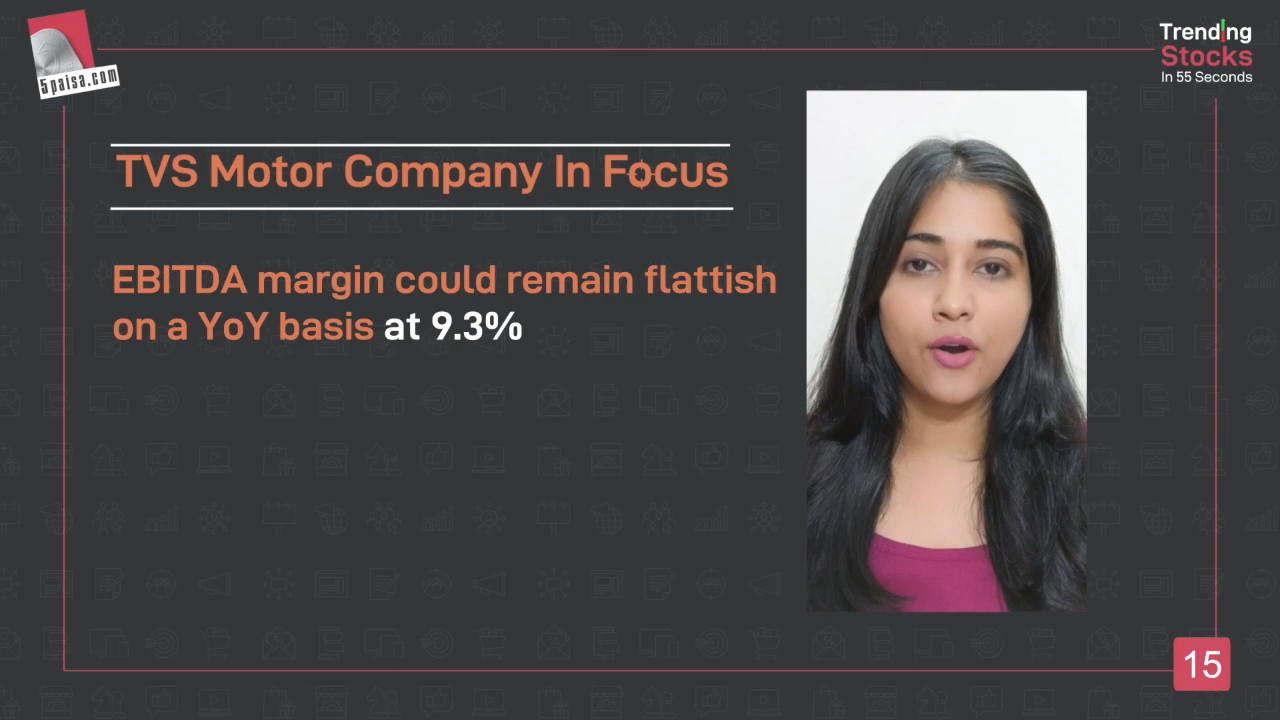 5paisa.com
Trending
Stocks
In 55 Seconds
TVS Motor Company In Focus
EBITDA margin could remain flattish
on a YoY basis at 9.3%
15